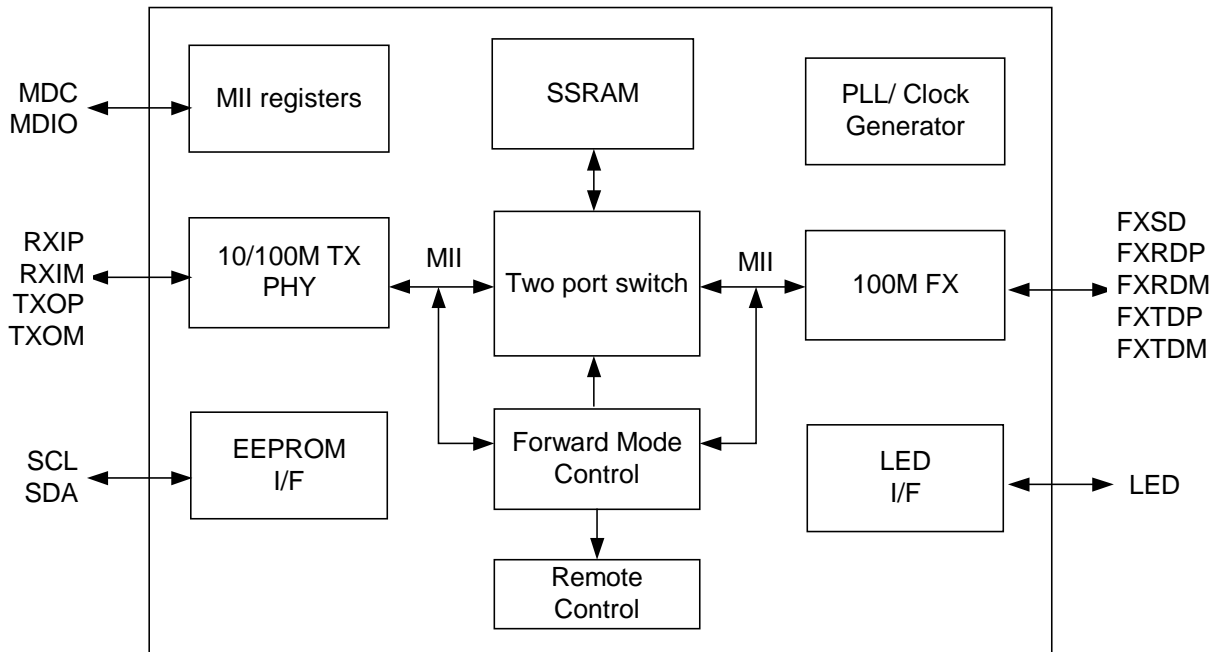 MDC
MDIO
MII registers
SSRAM
PLL/ Clock
Generator
RXIP
RXIM
TXOP
TXOM
10/100M TX
PHY
MII
Two port switch
MII
100M FX
FXSD
FXRDP
FXRDM
FXTDP
FXTDM
SCL
SDA
EEPROM
I/F
Forward Mode
Control
LED
I/F
LED
Remote
Control